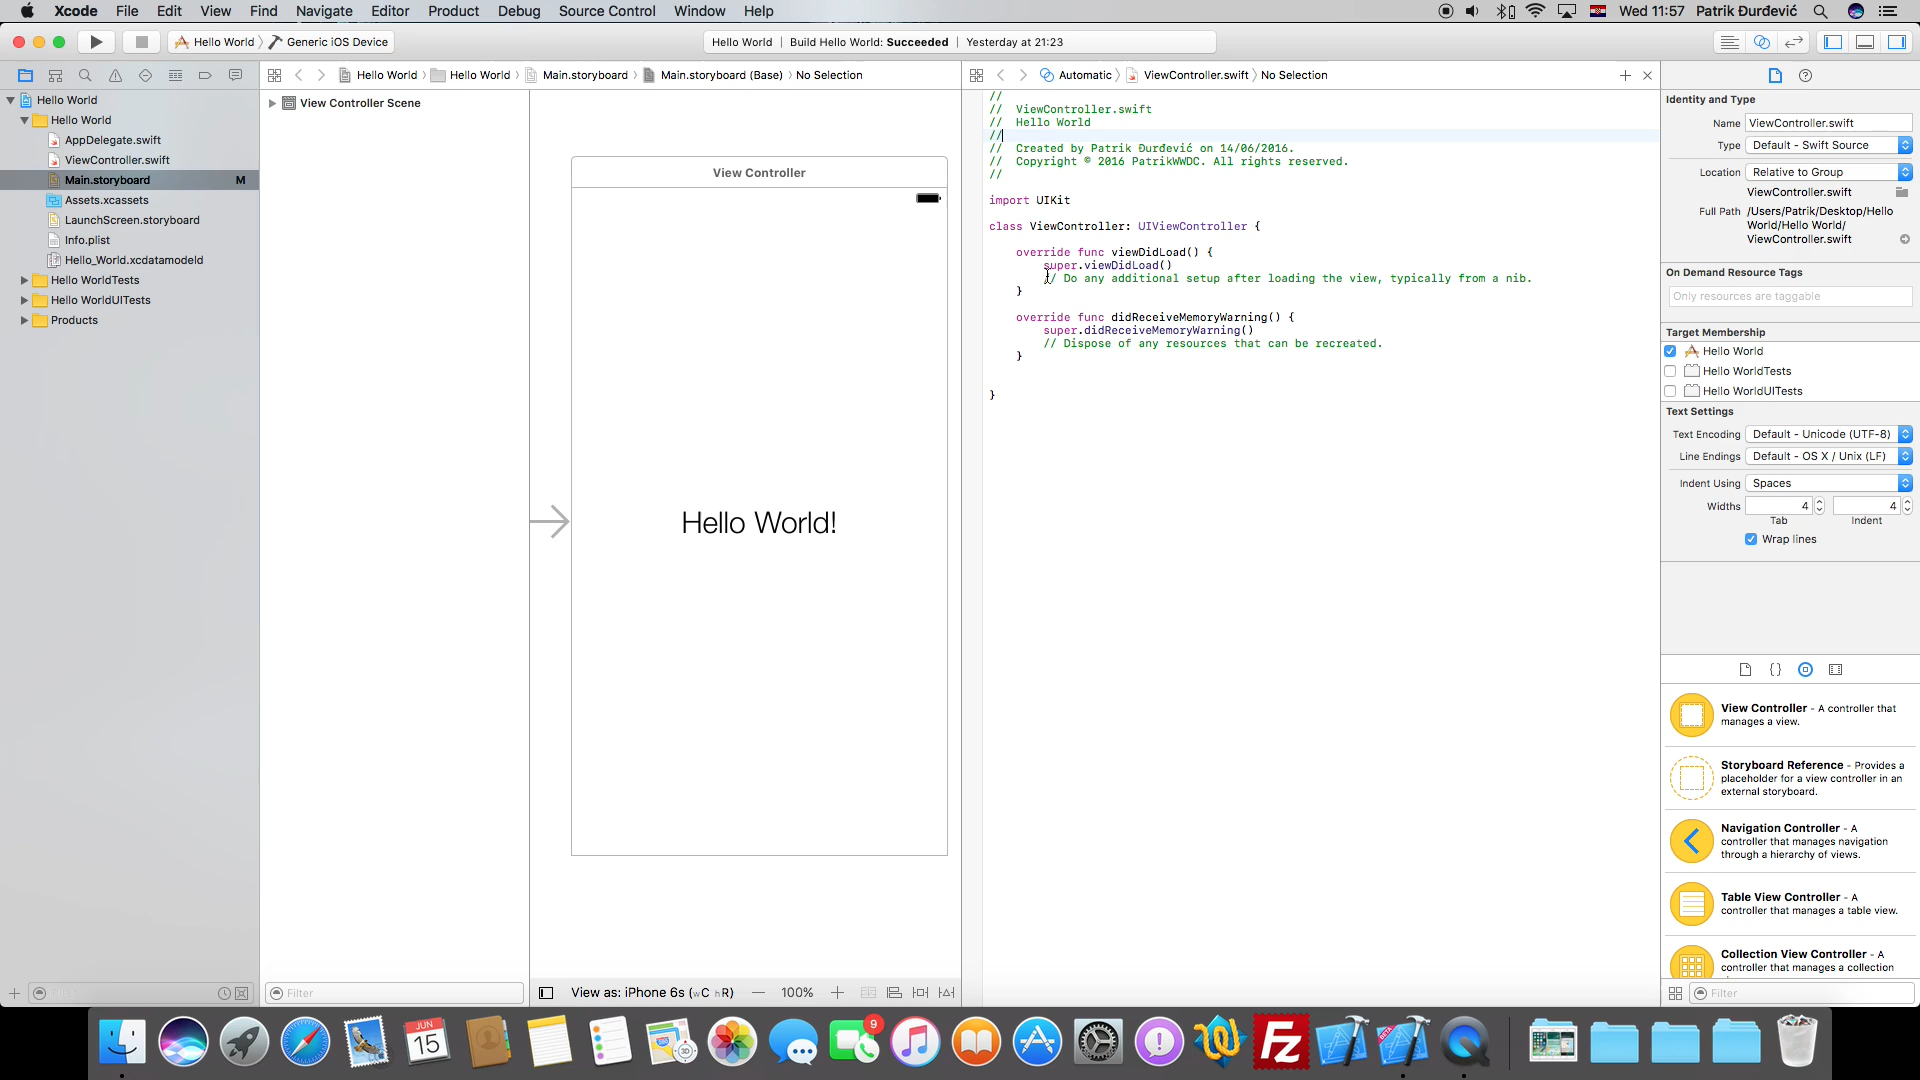 Xcode File Edit View Find Navigate Editor Product Debug Source Control Window Help
Wed 11:57 Patrik Đurđević
Hello World Generic iOS Device
Hello World Build Hello World: Succeeded Yesterday at 21:23
Hello World
Hello World
AppDelegate.swift
ViewController.swift
Main.storyboard M
Assets.xcassets
LaunchScreen.storyboard
Info.plist
Hello_World.xcdatamodeld
Hello WorldTests
Hello WorldUITests
Products
Hello World Hello World Main.storyboard Main.storyboard (Base) No Selection
View Controller Scene
Filter
View Controller
Hello World!
View as: iPhone 6s (wC hR) 100%
Automatic ViewController.swift No Selection
//
// ViewController.swift
// Hello World
//
// Created by Patrik Đurđević on 14/06/2016.
// Copyright © 2016 PatrikWWDC. All rights reserved.
//
import UIKit
class ViewController: UIViewController {
override func viewDidLoad() {
super.viewDidLoad()
// Do any additional setup after loading the view, typically from a nib.
}
override func didReceiveMemoryWarning() {
super.didReceiveMemoryWarning()
// Dispose of any resources that can be recreated.
}
}
Identity and Type
Name ViewController.swift
Type Default - Swift Source
Location Relative to Group
ViewController.swift
Full Path /Users/Patrik/Desktop/Hello
World/Hello World/
ViewController.swift
On Demand Resource Tags
Only resources are taggable
Target Membership
Hello World
Hello WorldTests
Hello WorldUITests
Text Settings
Text Encoding Default - Unicode (UTF-8)
Line Endings Default - OS X / Unix (LF)
Indent Using Spaces
Widths 4 4
Tab Indent
Wrap lines
{}
View Controller - A controller that
manages a view.
Storyboard Reference - Provides a
placeholder for a view controller in an
external storyboard.
Navigation Controller - A
controller that manages navigation
through a hierarchy of views.
Table View Controller - A
controller that manages a table view.
Collection View Controller - A
controller that manages a collection
Filter
JUN
15
3D
9
Fz